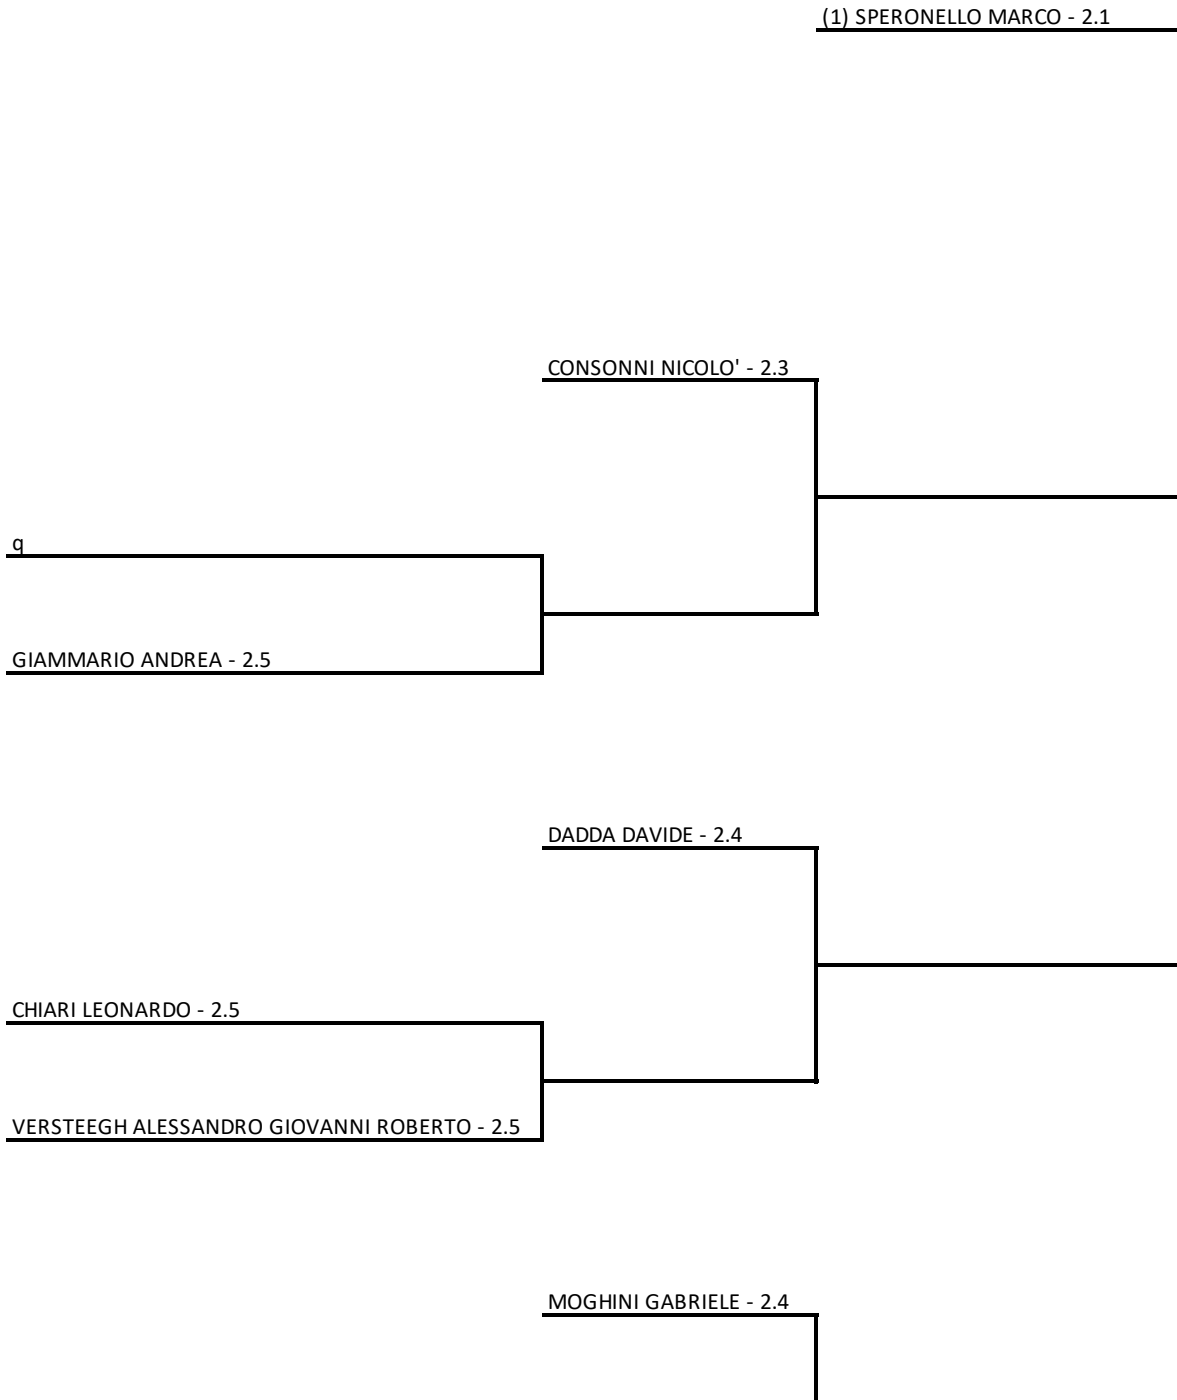 (1) SPERONELLO MARCO - 2.1
CONSONNI NICOLO' - 2.3
q
GIAMMARIO ANDREA - 2.5
DADDA DAVIDE - 2.4
CHIARI LEONARDO - 2.5
VERSTEEGH ALESSANDRO GIOVANNI ROBERTO - 2.5
MOGHINI GABRIELE - 2.4